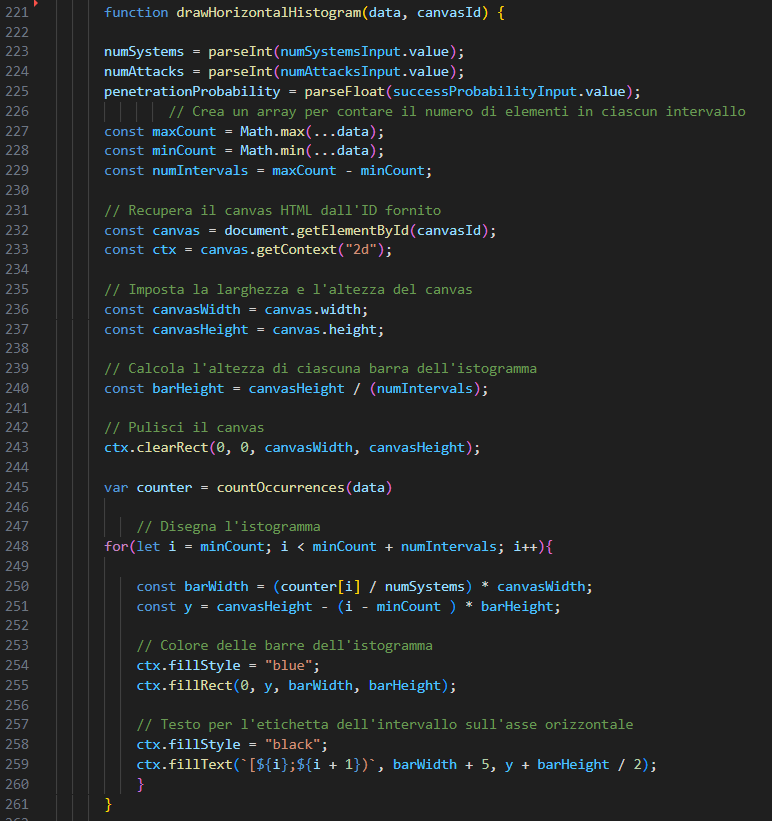 221 function drawHorizontalHistogram(data, canvasId) {
222
223 numSystems = parseInt(numSystemsInput.value);
224 numAttacks = parseInt(numAttacksInput.value);
225 penetrationProbability = parseFloat(successProbabilityInput.value);
226 // Crea un array per contare il numero di elementi in ciascun intervallo
227 const maxCount = Math.max(...data);
228 const minCount = Math.min(...data);
229 const numIntervals = maxCount - minCount;
230
231 // Recupera il canvas HTML dall'ID fornito
232 const canvas = document.getElementById(canvasId);
233 const ctx = canvas.getContext("2d");
234
235 // Imposta la larghezza e l'altezza del canvas
236 const canvasWidth = canvas.width;
237 const canvasHeight = canvas.height;
238
239 // Calcola l'altezza di ciascuna barra dell'istogramma
240 const barHeight = canvasHeight / (numIntervals);
241
242 // Pulisci il canvas
243 ctx.clearRect(0, 0, canvasWidth, canvasHeight);
244
245 var counter = countOccurrences(data)
246
247 // Disegna l'istogramma
248 for(let i = minCount; i < minCount + numIntervals; i++){
249
250 const barWidth = (counter[i] / numSystems) * canvasWidth;
251 const y = canvasHeight - (i - minCount ) * barHeight;
252
253 // Colore delle barre dell'istogramma
254 ctx.fillStyle = "blue";
255 ctx.fillRect(0, y, barWidth, barHeight);
256
257 // Testo per l'etichetta dell'intervallo sull'asse orizzontale
258 ctx.fillStyle = "black";
259 ctx.fillText(`[${i};${i + 1})`, barWidth + 5, y + barHeight / 2);
260 }
261 }